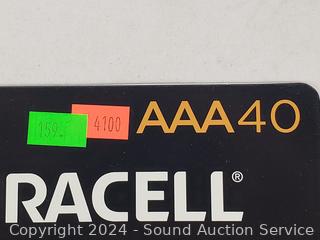 4100 AAA40
RACELL®
Copyright 2024 - Sound Auction Service